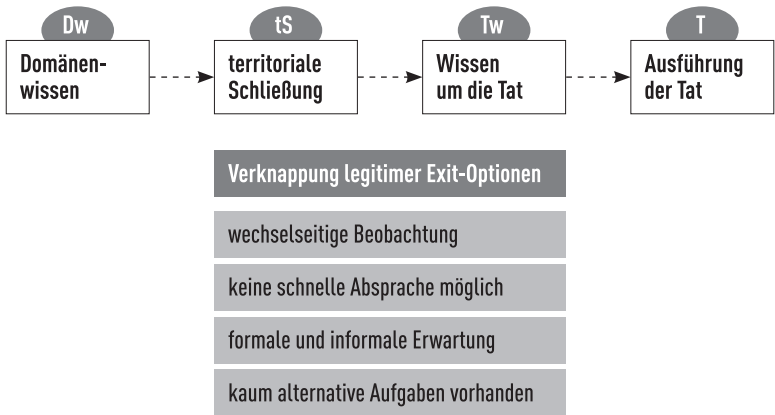 Dw
tS
Tw
T
Domänen-
wissen
territoriale
Schließung
Wissen
um die Tat
Ausführung
der Tat
Verknappung legitimer Exit-Optionen
wechselseitige Beobachtung
keine schnelle Absprache möglich
formale und informale Erwartung
kaum alternative Aufgaben vorhanden